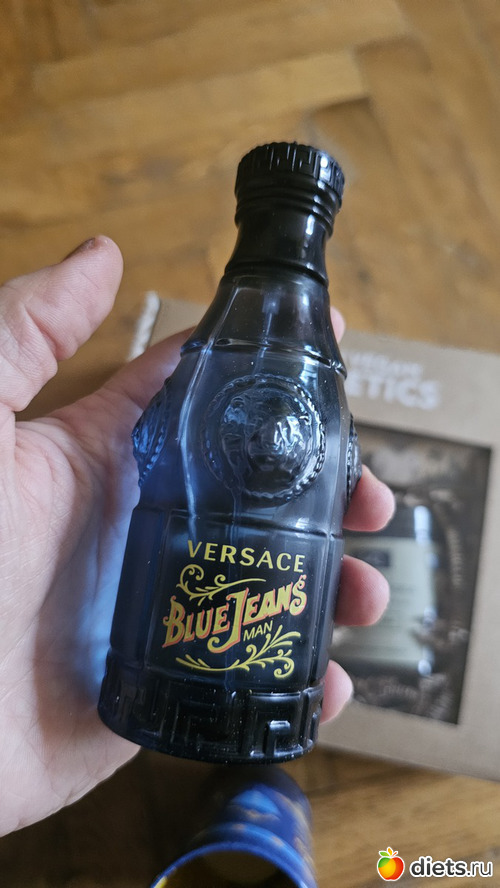 ETICS
VERSACE
BLUE JEANS
MAN
diets.ru